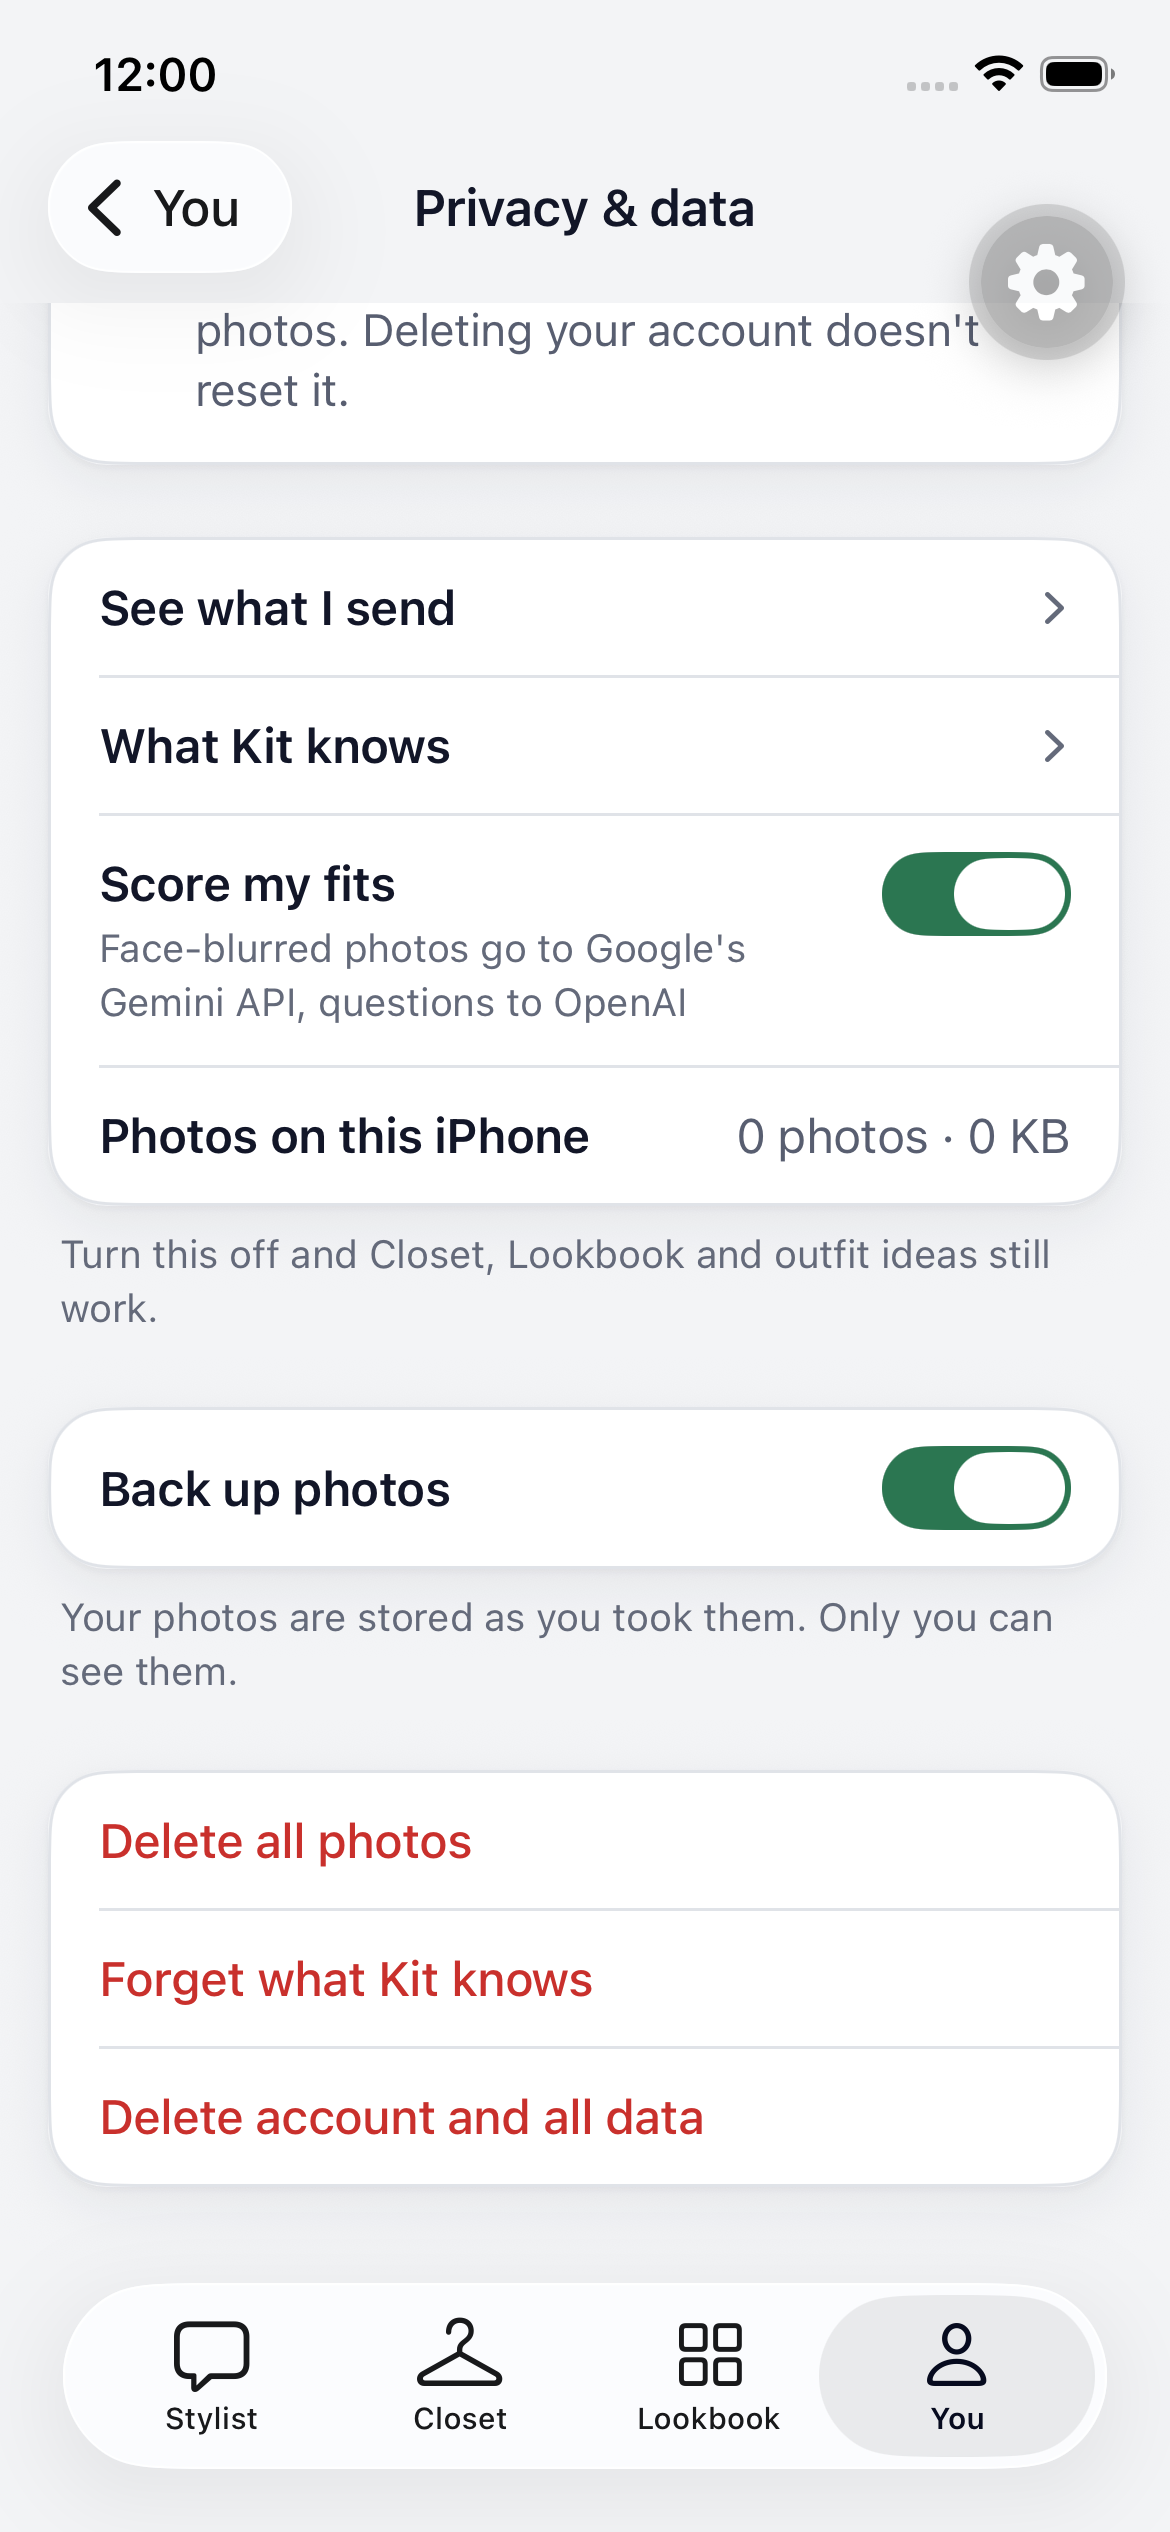 12:00
You
Privacy & data
photos. Deleting your account doesn't
reset it.
See what I send
What Kit knows
Score my fits
Face-blurred photos go to Google's
Gemini API, questions to OpenAI
Photos on this iPhone
0 photos · 0 KB
Turn this off and Closet, Lookbook and outfit ideas still
work.
Back up photos
Your photos are stored as you took them. Only you can
see them.
Delete all photos
Forget what Kit knows
Delete account and all data
Stylist
Closet
Lookbook
You